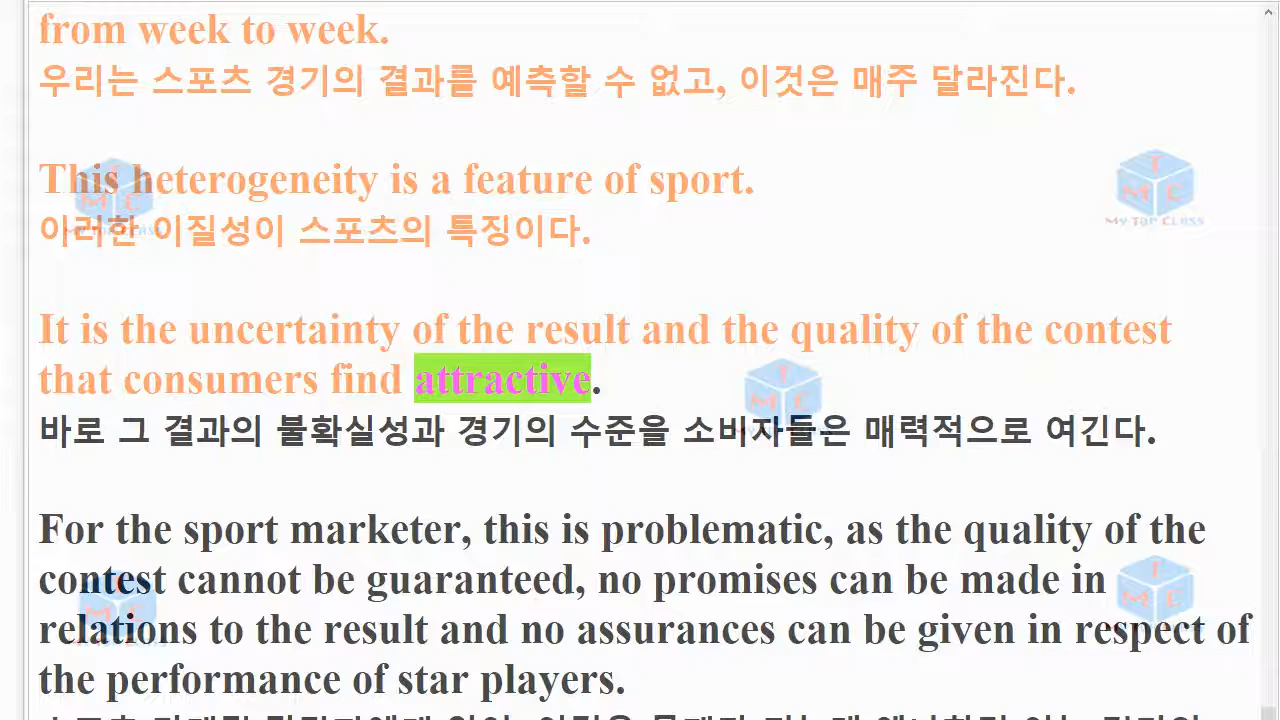 from week to week.
우리는 스포츠 경기의 결과를 예측할 수 없고, 이것은 매주 달라진다.
This heterogeneity is a feature of sport.
아러한 이질성이 스포츠의 특징이다.
It is the uncertainty of the result and the quality of the contest
that consumers find attractive.
바로 그 결과의 불확실성과 경기의 수준을 소비자들은 매력적으로 여긴다.
For the sport marketer, this is problematic, as the quality of the
contest cannot be guaranteed, no promises can be made in
relations to the result and no assurances can be given in respect of
the performance of star players.
T
M C
MY TOP CLASS
T
M C
MY TOP CLASS
T
M C
T
M C
T
M C